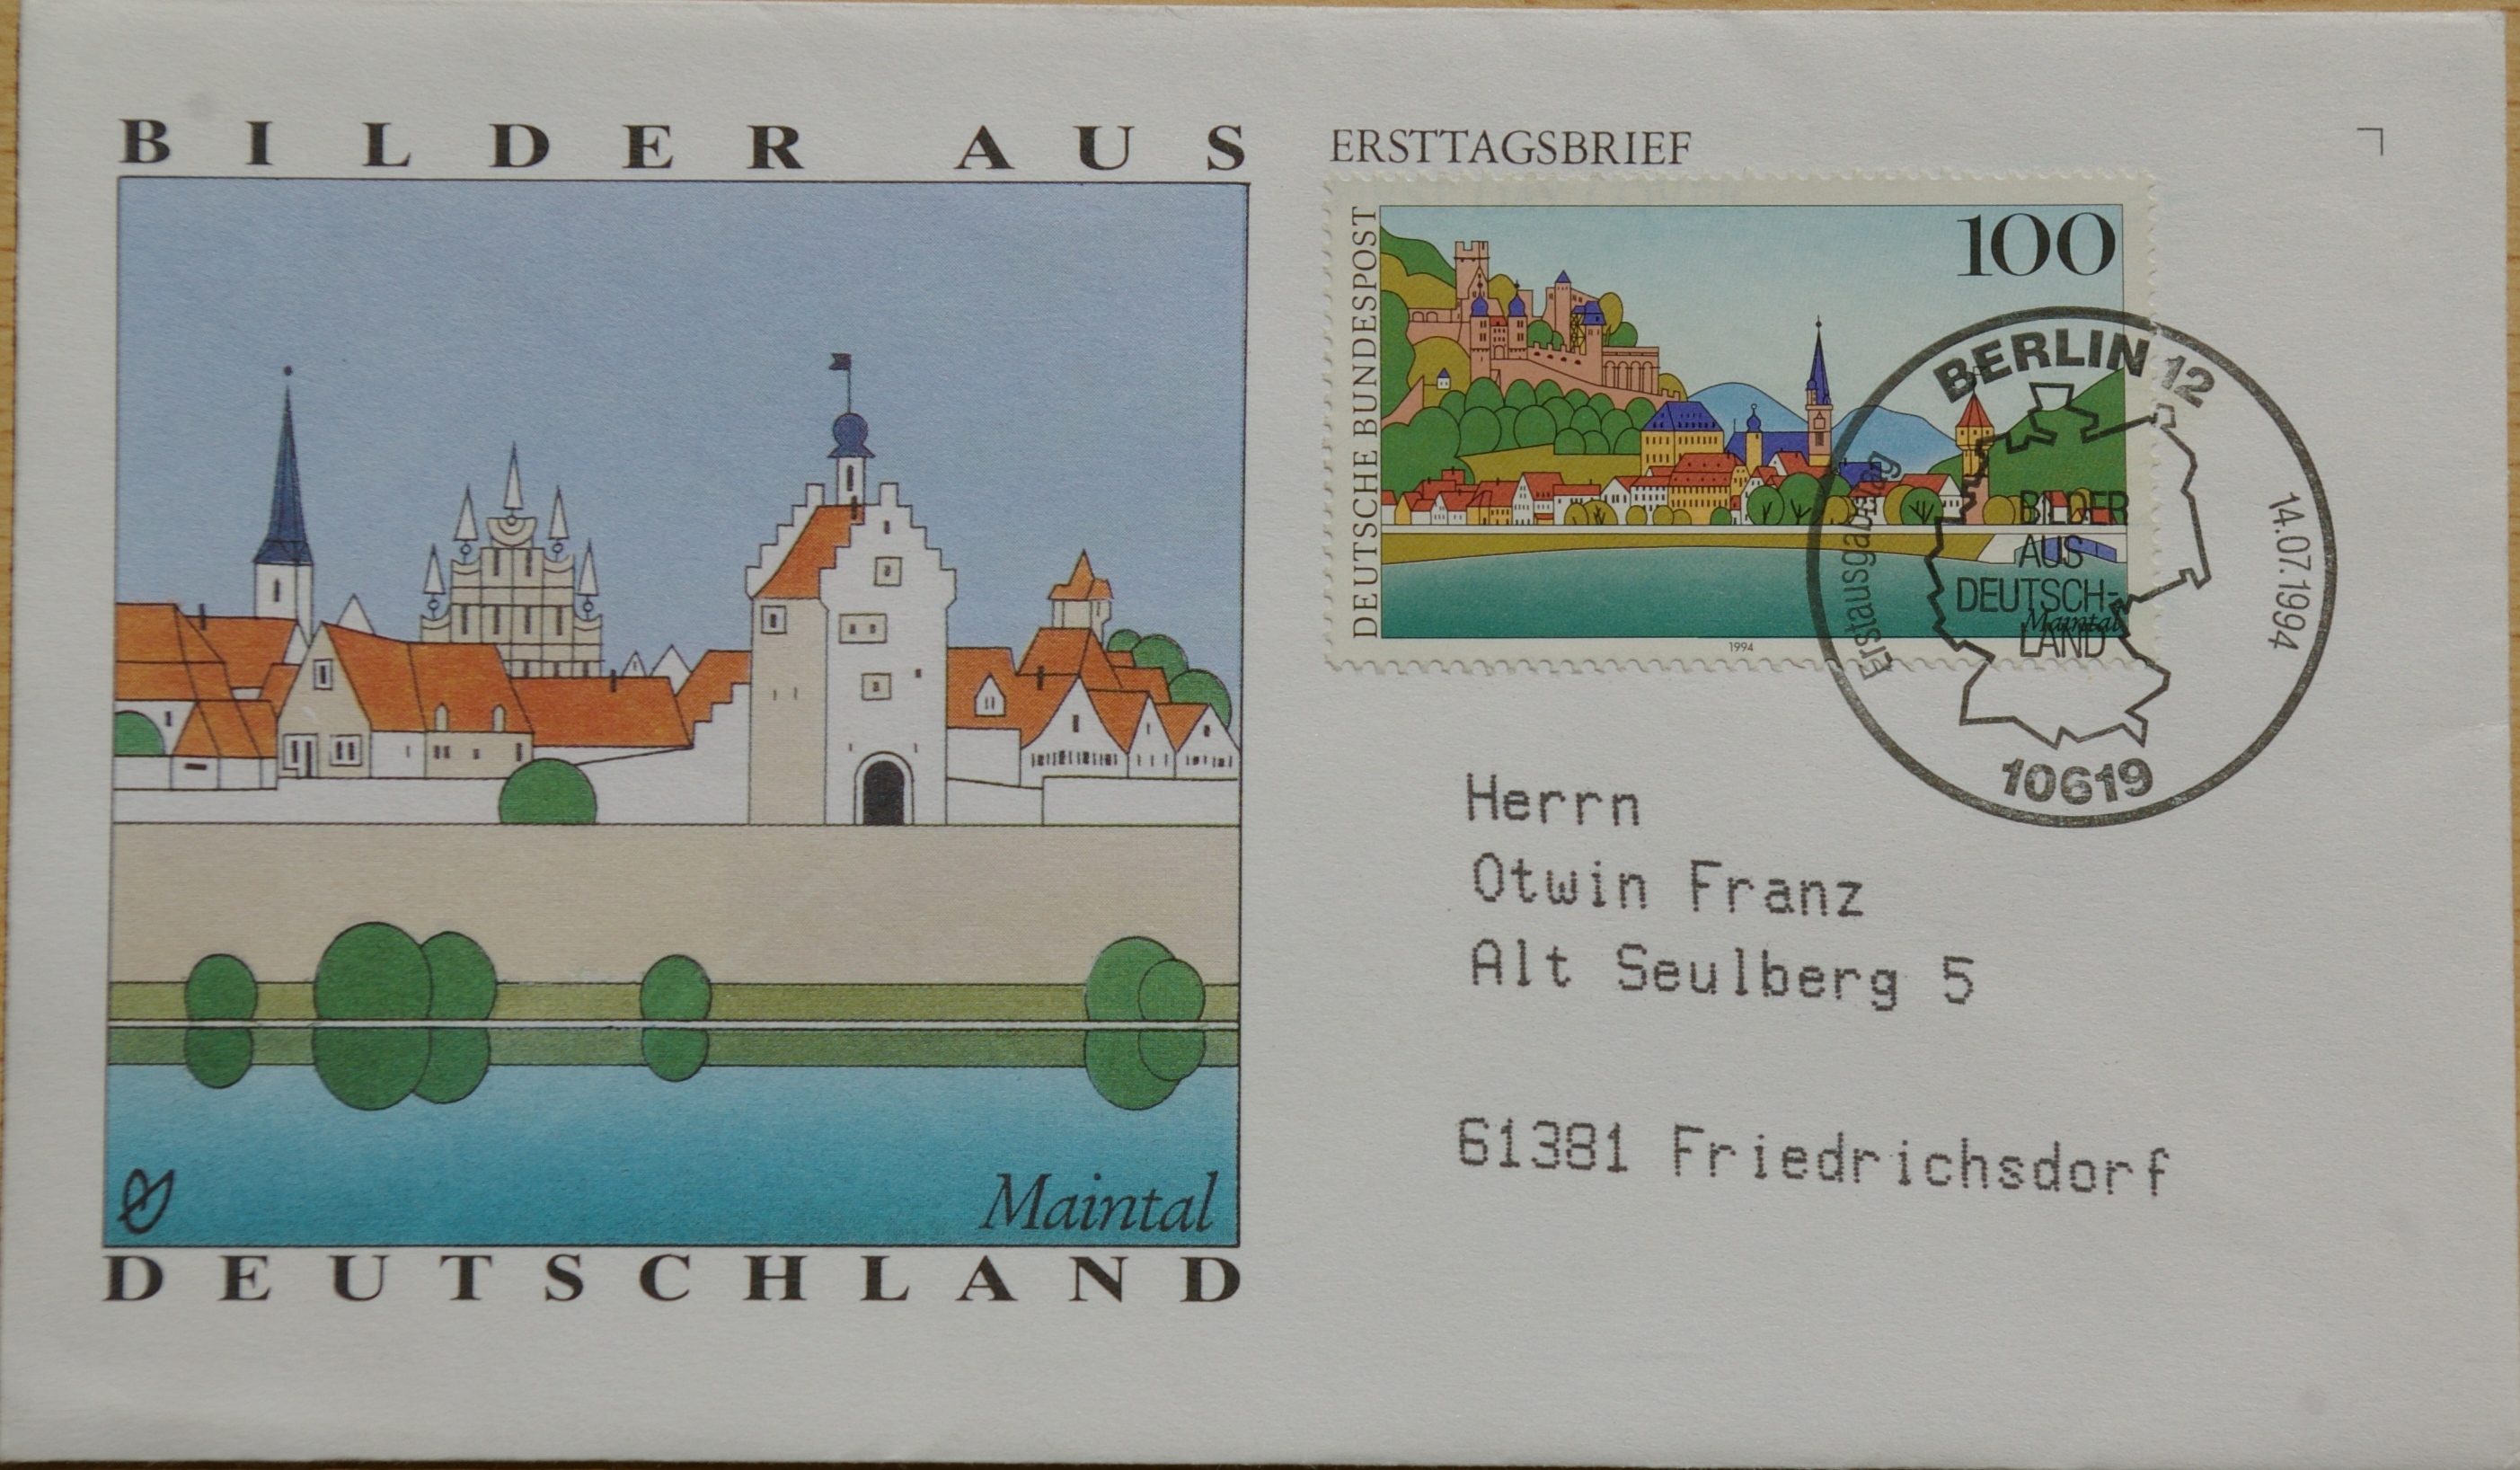 BILDER AUS
Maintal
DEUTSCHLAND
ERSTTAGSBRIEF
DEUTSCHE BUNDESPOST
100
Maintal
1994
BERLIN 12
Erstausgabetag
14.07.1994
BILDER
AUS
DEUTSCH-
LAND
10619
Herrn
Otwin Franz
Alt Seulberg 5
61381 Friedrichsdorf